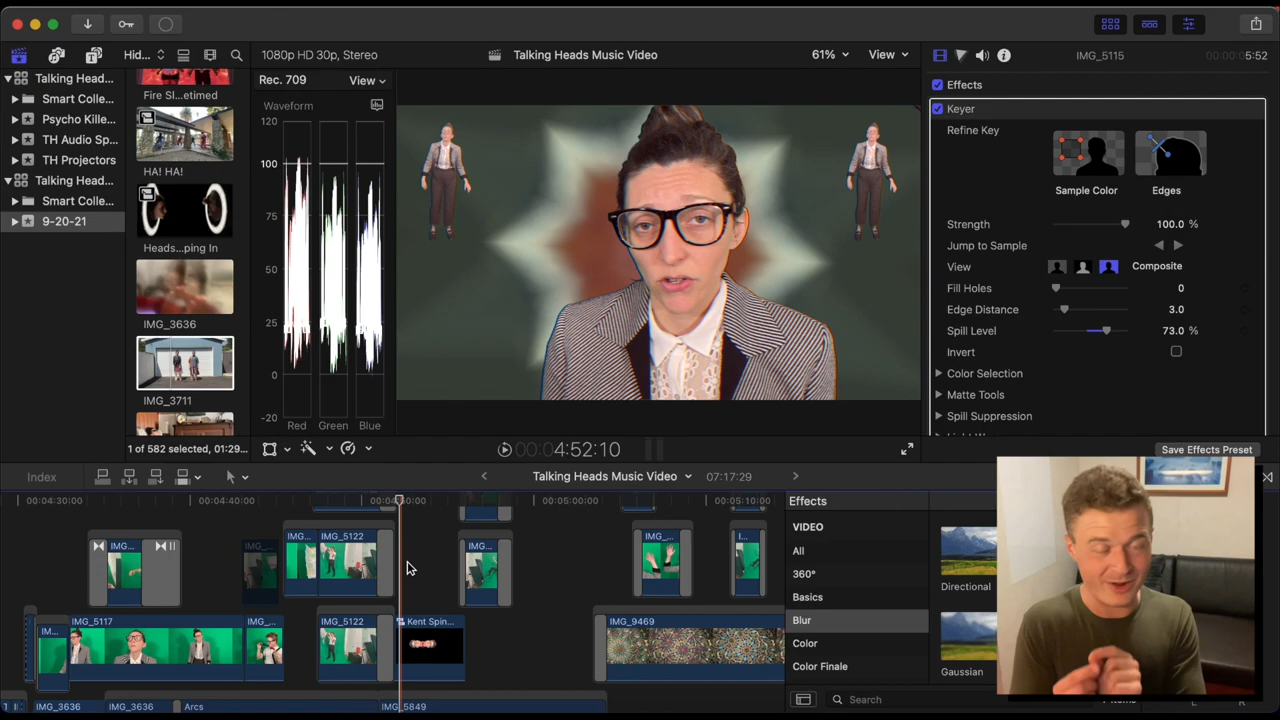 Hid...
1080p HD 30p, Stereo
Talking Heads Music Video
61%
View
IMG_5115
00:00:00:05:52
Talking Head...
Smart Colle...
Psycho Kille...
TH Audio Sp...
TH Projectors
Talking Head...
Smart Colle...
9-20-21
Fire Sl...etimed
HA! HA!
Heads...ping In
IMG_3636
IMG_3711
1 of 582 selected, 01:29...
Rec. 709
View
Waveform
120
100
75
50
25
0
-20
Red
Green
Blue
00:04:52:10
Effects
Keyer
Refine Key
Sample Color
Edges
Strength
100.0 %
Jump to Sample
View
Composite
Fill Holes
0
Edge Distance
3.0
Spill Level
73.0 %
Invert
Color Selection
Matte Tools
Spill Suppression
Save Effects Preset
Index
Talking Heads Music Video
07:17:29
00:04:30:00
00:04:40:00
00:05:00:00
00:05:10:00
IMG...
IMG...
IMG_5122
IMG...
IMG_...
I...
IM...
IMG_5117
IMG...
IMG_5122
Kent Spin...
IMG_9469
IMG_3636
IMG_3636
Arcs
IMG_5849
Effects
VIDEO
All
360°
Basics
Blur
Color
Color Finale
Directional
Gaussian
Search
L
R